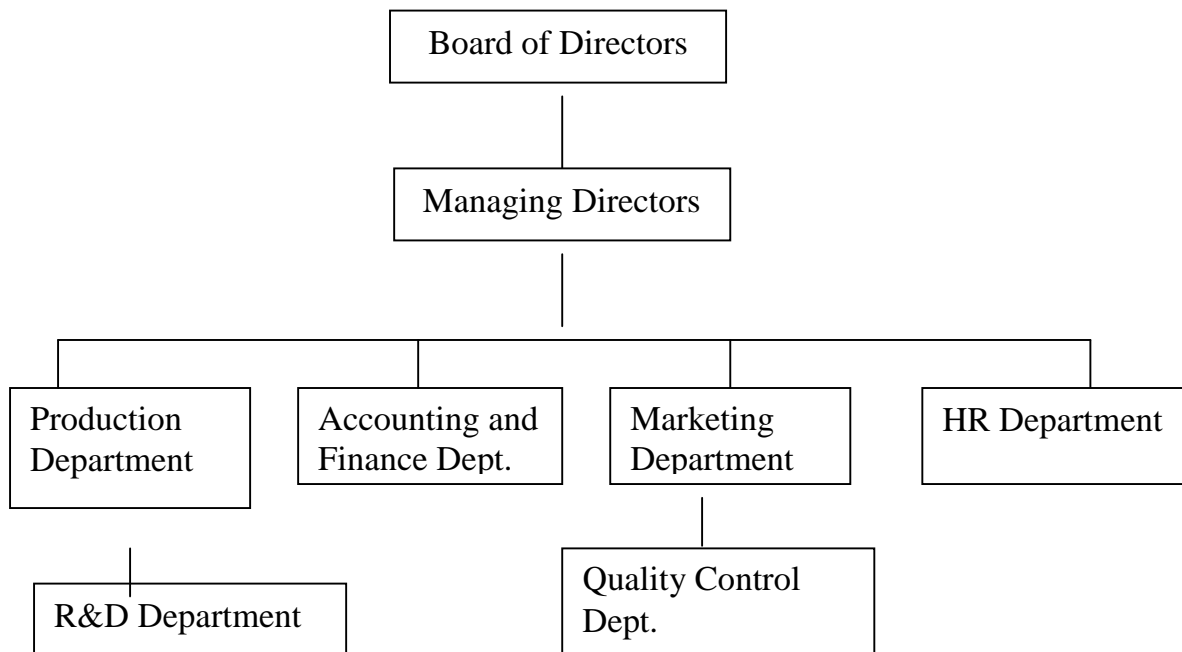 Board of Directors
Managing Directors
Production
Department
Accounting and
Finance Dept.
Marketing
Department
HR Department
R&D Department
Quality Control
Dept.